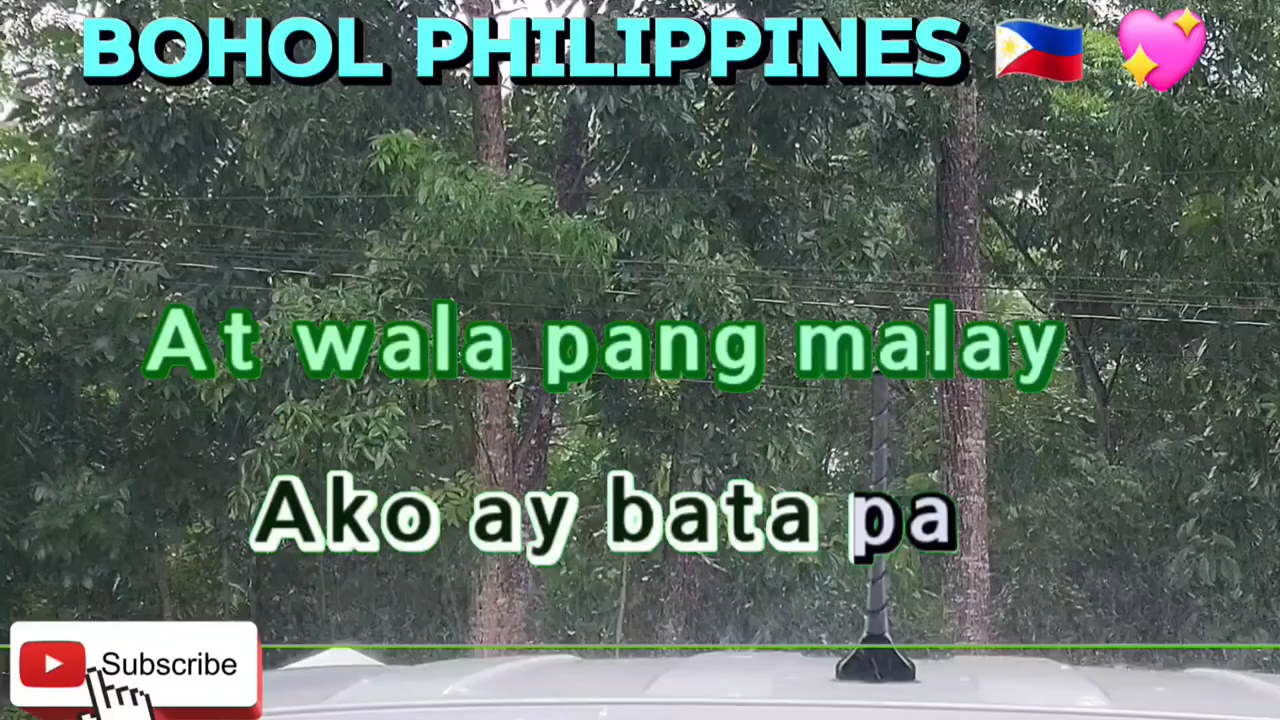 BOHOL PHILIPPINES 🇵🇭 💖
At wala pang malay
Ako ay bata pa
Subscribe